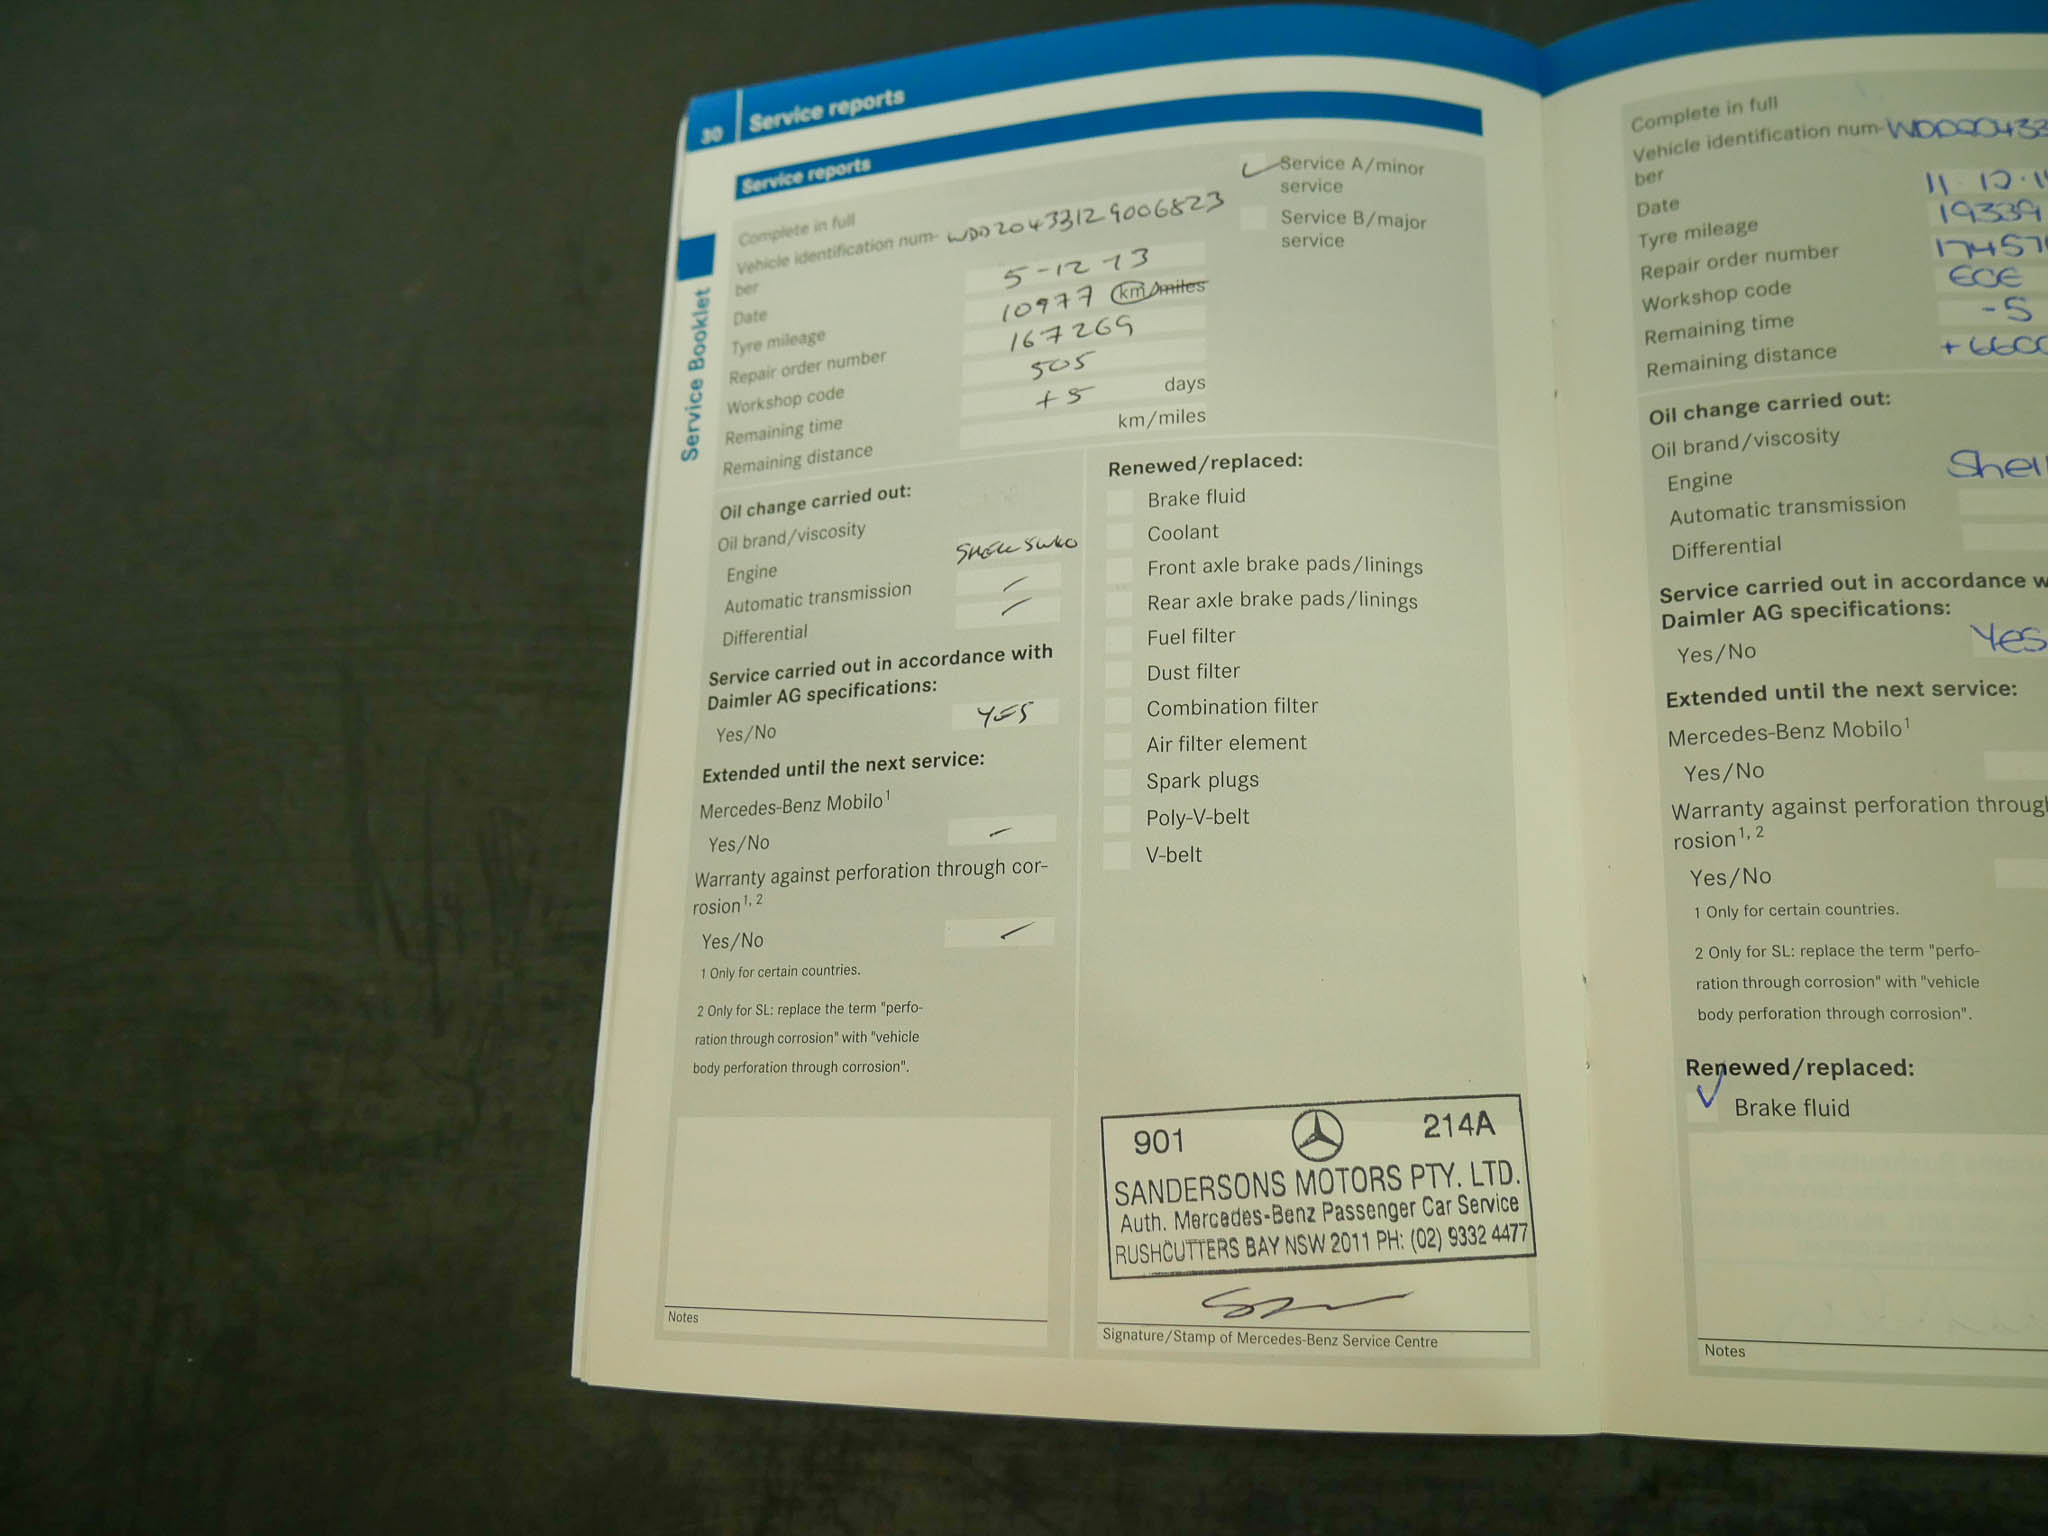 30 Service reports
Service reports
Complete in full
Vehicle identification num- WDD2043312G006823
ber
Date 5-12-13
Tyre mileage 10977 km/miles
Repair order number 167269
Workshop code 505
Remaining time +5 days
Remaining distance km/miles
Service A/minor
service
Service B/major
service
Service Booklet
Oil change carried out:
Oil brand/viscosity
Engine SHELL 5W40
Automatic transmission –
Differential –
Service carried out in accordance with
Daimler AG specifications:
Yes/No YES
Extended until the next service:
Mercedes-Benz Mobilo1
Yes/No –
Warranty against perforation through cor-
rosion1, 2
Yes/No –
1 Only for certain countries.
2 Only for SL: replace the term "perfo-
ration through corrosion" with "vehicle
body perforation through corrosion".
Notes
Renewed/replaced:
Brake fluid
Coolant
Front axle brake pads/linings
Rear axle brake pads/linings
Fuel filter
Dust filter
Combination filter
Air filter element
Spark plugs
Poly-V-belt
V-belt
901 214A
SANDERSONS MOTORS PTY. LTD.
Auth. Mercedes-Benz Passenger Car Service
RUSHCUTTERS BAY NSW 2011 PH: (02) 9332 4477
Signature/Stamp of Mercedes-Benz Service Centre
Complete in full
Vehicle identification num-
ber
Date
Tyre mileage 19339
Repair order number
Workshop code ECE
Remaining time -5
Remaining distance
Oil change carried out:
Oil brand/viscosity
Engine Shell
Automatic transmission
Differential
Service carried out in accordance w
Daimler AG specifications:
Yes/No Yes
Extended until the next service:
Mercedes-Benz Mobilo1
Yes/No
Warranty against perforation throug
rosion1, 2
Yes/No
1 Only for certain countries.
2 Only for SL: replace the term "perfo-
ration through corrosion" with "vehicle
body perforation through corrosion".
Renewed/replaced:
Brake fluid
Notes